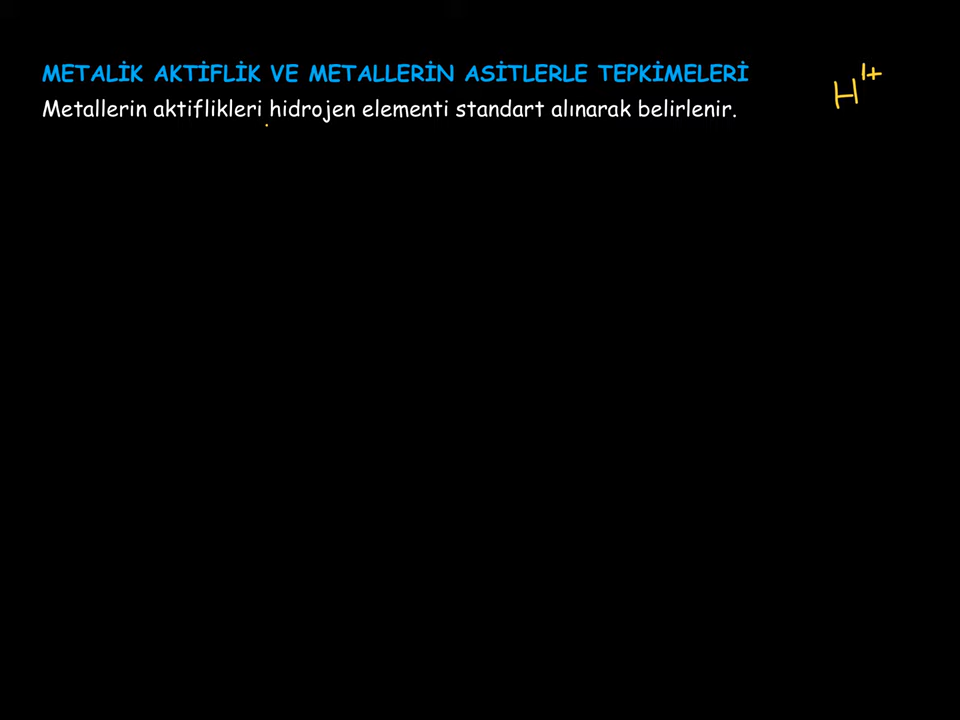 METALİK AKTİFLİK VE METALLERİN ASİTLERLE TEPKİMELERİ
H¹⁺
Metallerin aktiflikleri hidrojen elementi standart alınarak belirlenir.